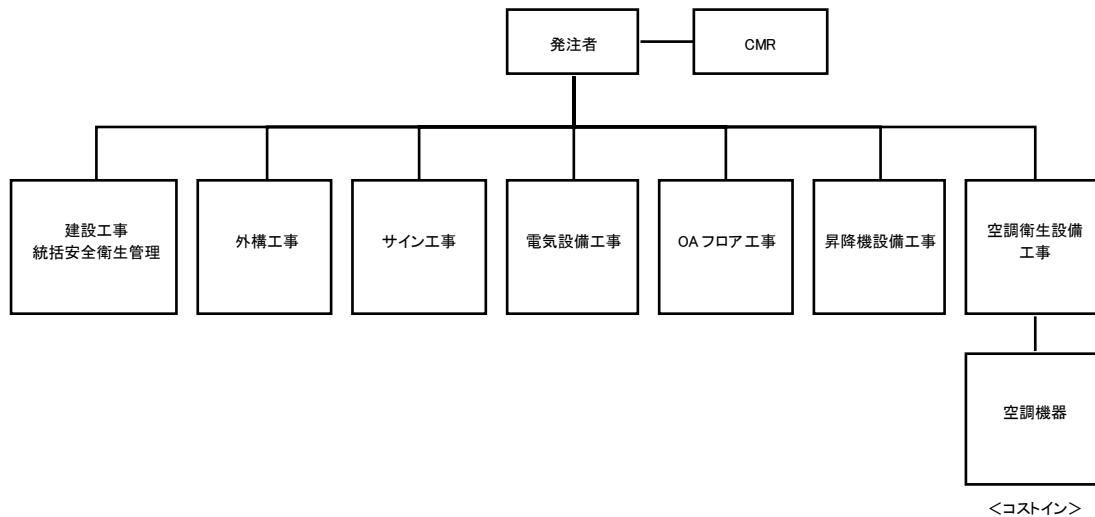 発注者
CMR
建設工事
統括安全衛生管理
外構工事
サイン工事
電気設備工事
OAフロア工事
昇降機設備工事
空調衛生設備
工事
空調機器
＜コストイン＞